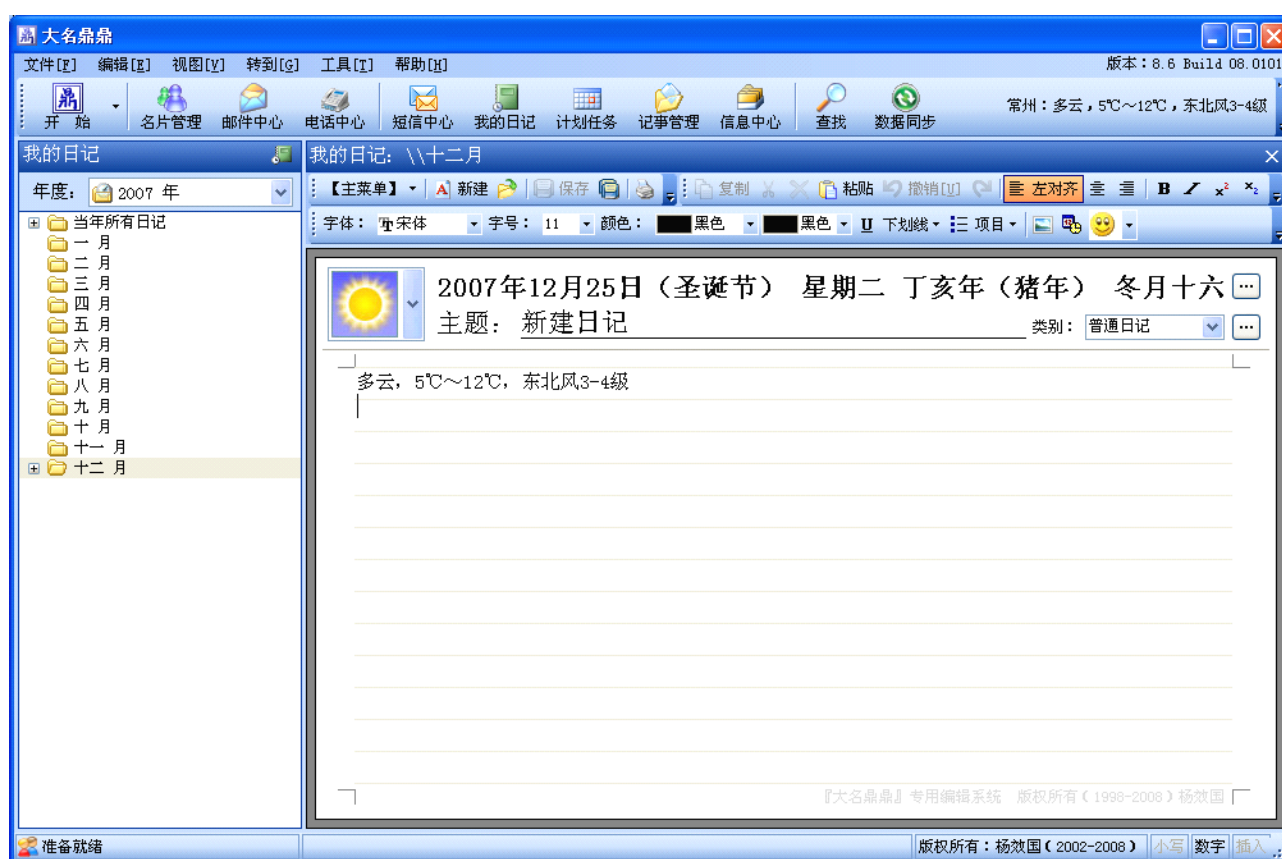 大名鼎鼎
文件[F] 编辑[E] 视图[V] 转到[G] 工具[T] 帮助[H] 版本：8.6 Build 08.0101
开 始 名片管理 邮件中心 电话中心 短信中心 我的日记 计划任务 记事管理 信息中心 查找 数据同步 常州：多云，5℃～12℃，东北风3-4级
我的日记 我的日记: \\十二月
年度: 2007 年 【主菜单】 新建 保存 复制 粘贴 撤销[U] 左对齐 B I x² x₂
字体： 宋体 字号： 11 颜色： 黑色 黑色 U 下划线 项目
当年所有日记
一 月
二 月
三 月
四 月
五 月
六 月
七 月
八 月
九 月
十 月
十一 月
十二 月
2007年12月25日（圣诞节） 星期二 丁亥年（猪年） 冬月十六
主题: 新建日记 类别: 普通日记
多云, 5℃～12℃, 东北风3-4级
『大名鼎鼎』专用编辑系统 版权所有(1998-2008)杨效国
准备就绪 版权所有：杨效国(2002-2008) 小写 数字 插入